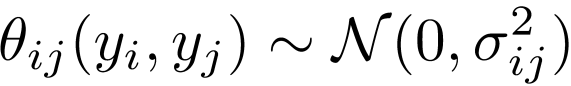 θ_{ij}(y_i, y_j) ∼ 𝒩(0, σ_{ij}^2)